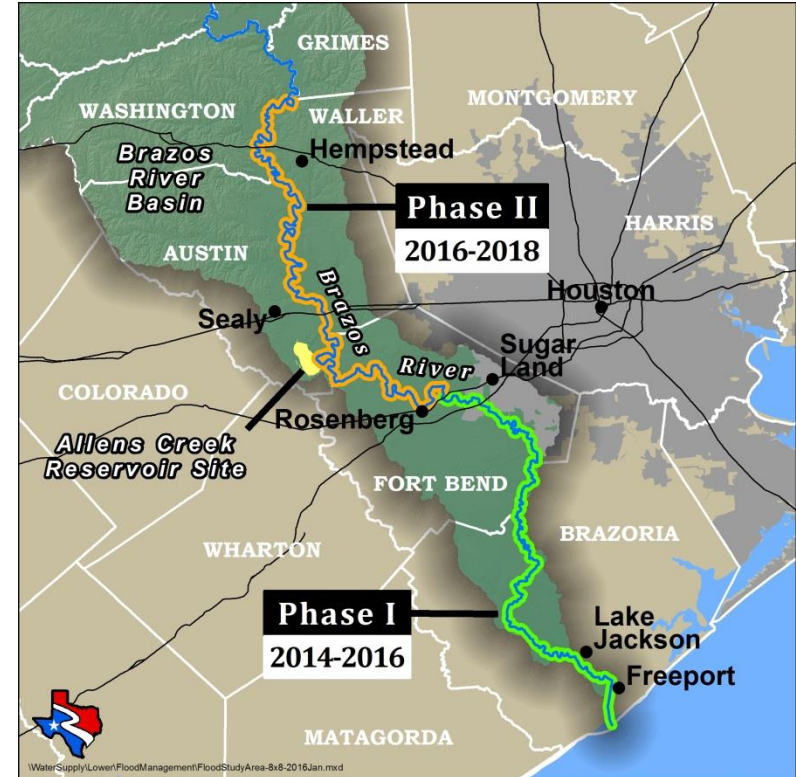 GRIMES
WASHINGTON
WALLER
MONTGOMERY
Hempstead
Brazos
River
Basin
Phase II
2016-2018
HARRIS
AUSTIN
Brazos
River
Houston
Sealy
Sugar
Land
COLORADO
Rosenberg
Allens Creek
Reservoir Site
FORT BEND
WHARTON
BRAZORIA
Phase I
2014-2016
Lake
Jackson
Freeport
MATAGORDA
\WaterSupply\Lower\FloodManagement\FloodStudyArea-8x8-2016Jan.mxd